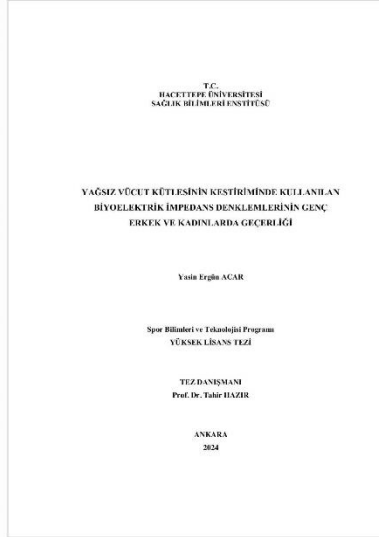 T.C.
HACETTEPE ÜNİVERSİTESİ
SAĞLIK BİLİMLERİ ENSTİTÜSÜ
YAĞSIZ VÜCUT KÜTLESİNİN KESTİRİMİNDE KULLANILAN
BİYOELEKTRİK İMPEDANS DENKLEMLERİNİN GENÇ
ERKEK VE KADINLARDA GEÇERLİĞİ
Yasin Ergün ACAR
Spor Bilimleri ve Teknolojisi Programı
YÜKSEK LİSANS TEZİ
TEZ DANIŞMANI
Prof. Dr. Tahir HAZIR
ANKARA
2024